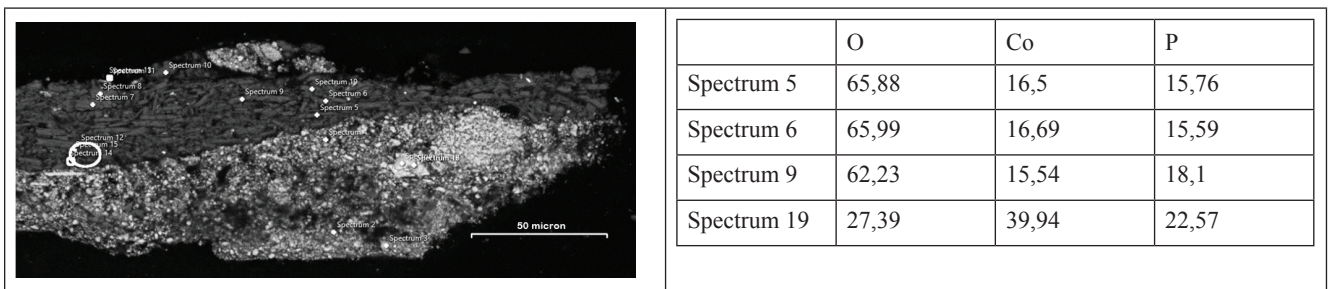 Spectrum 10
Spectrum 8
Spectrum 7
Spectrum 9
Spectrum 19
Spectrum 6
Spectrum 5
Spectrum
Spectrum 12
Spectrum 15
Spectrum 14
Spectrum 2
Spectrum 3
50 micron
O Co P
Spectrum 5 65,88 16,5 15,76
Spectrum 6 65,99 16,69 15,59
Spectrum 9 62,23 15,54 18,1
Spectrum 19 27,39 39,94 22,57